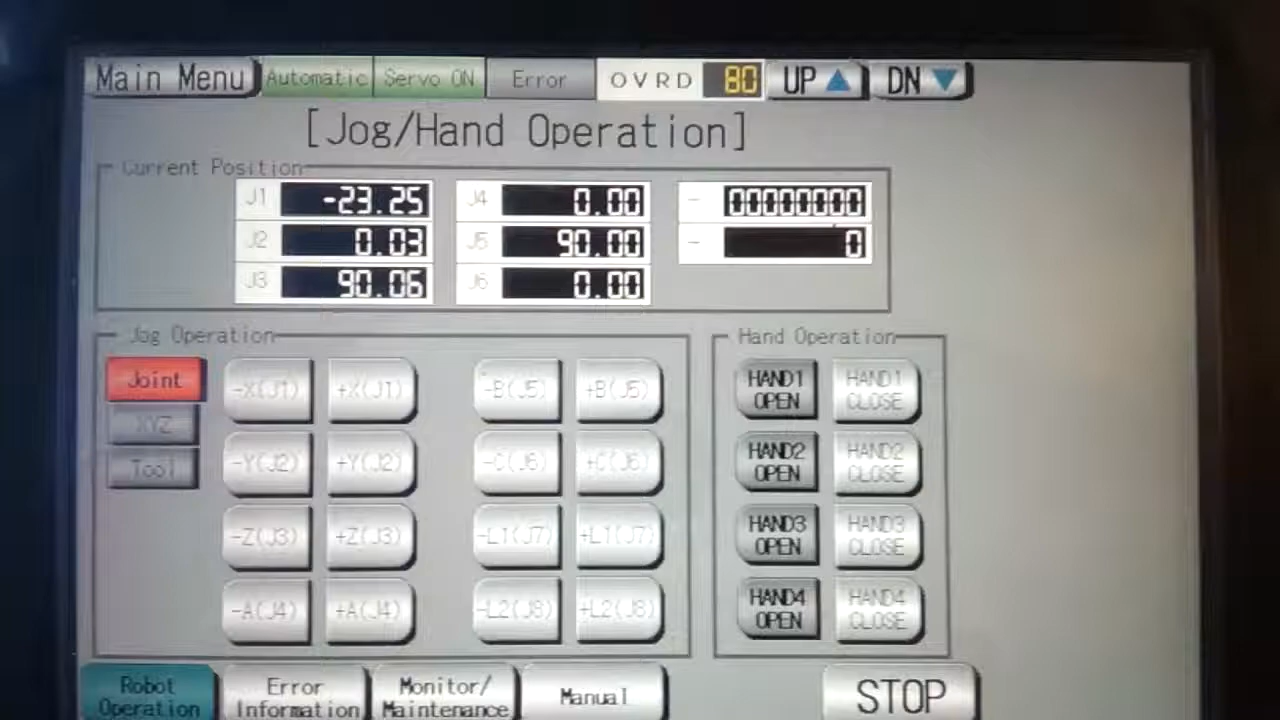 Main Menu Automatic Servo ON Error OVRD 80 UP DN
[Jog/Hand Operation]
Current Position
J1 -23.25 J4 0.00 - 00000000
J2 0.03 J5 90.00 - 0
J3 90.06 J6 0.00
Jog Operation Hand Operation
Joint -X(J1) +X(J1) -B(J5) +B(J5) HAND1 OPEN HAND1 CLOSE
XYZ
-Y(J2) +Y(J2) -C(J6) +C(J6) HAND2 OPEN HAND2 CLOSE
Tool
-Z(J3) +Z(J3) -L1(J7) +L1(J7) HAND3 OPEN HAND3 CLOSE
-A(J4) +A(J4) -L2(J8) +L2(J8) HAND4 OPEN HAND4 CLOSE
Robot Operation Error Information Monitor/Maintenance Manual STOP